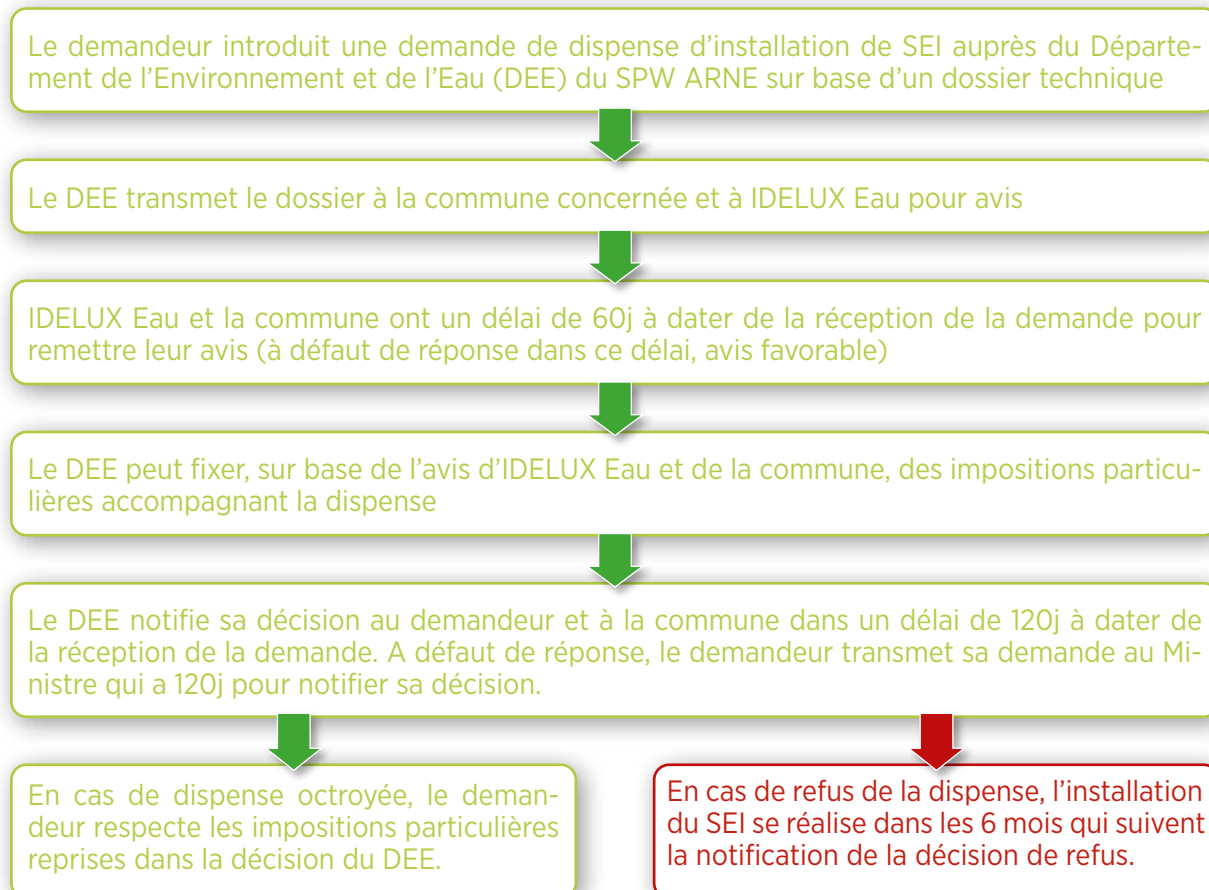 Le demandeur introduit une demande de dispense d’installation de SEI auprès du Départe-
ment de l’Environnement et de l’Eau (DEE) du SPW ARNE sur base d’un dossier technique
Le DEE transmet le dossier à la commune concernée et à IDELUX Eau pour avis
IDELUX Eau et la commune ont un délai de 60j à dater de la réception de la demande pour
remettre leur avis (à défaut de réponse dans ce délai, avis favorable)
Le DEE peut fixer, sur base de l’avis d’IDELUX Eau et de la commune, des impositions particu-
lières accompagnant la dispense
Le DEE notifie sa décision au demandeur et à la commune dans un délai de 120j à dater de
la réception de la demande. A défaut de réponse, le demandeur transmet sa demande au Mi-
nistre qui a 120j pour notifier sa décision.
En cas de dispense octroyée, le deman-
deur respecte les impositions particulières
reprises dans la décision du DEE.
En cas de refus de la dispense, l’installation
du SEI se réalise dans les 6 mois qui suivent
la notification de la décision de refus.